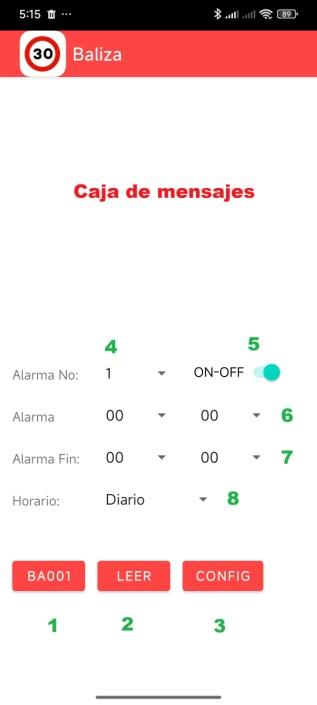 5:15 89
30 Baliza
Caja de mensajes
4 5
Alarma No: 1 ON-OFF
Alarma 00 00 6
Alarma Fin: 00 00 7
Horario: Diario 8
BA001 LEER CONFIG
1 2 3